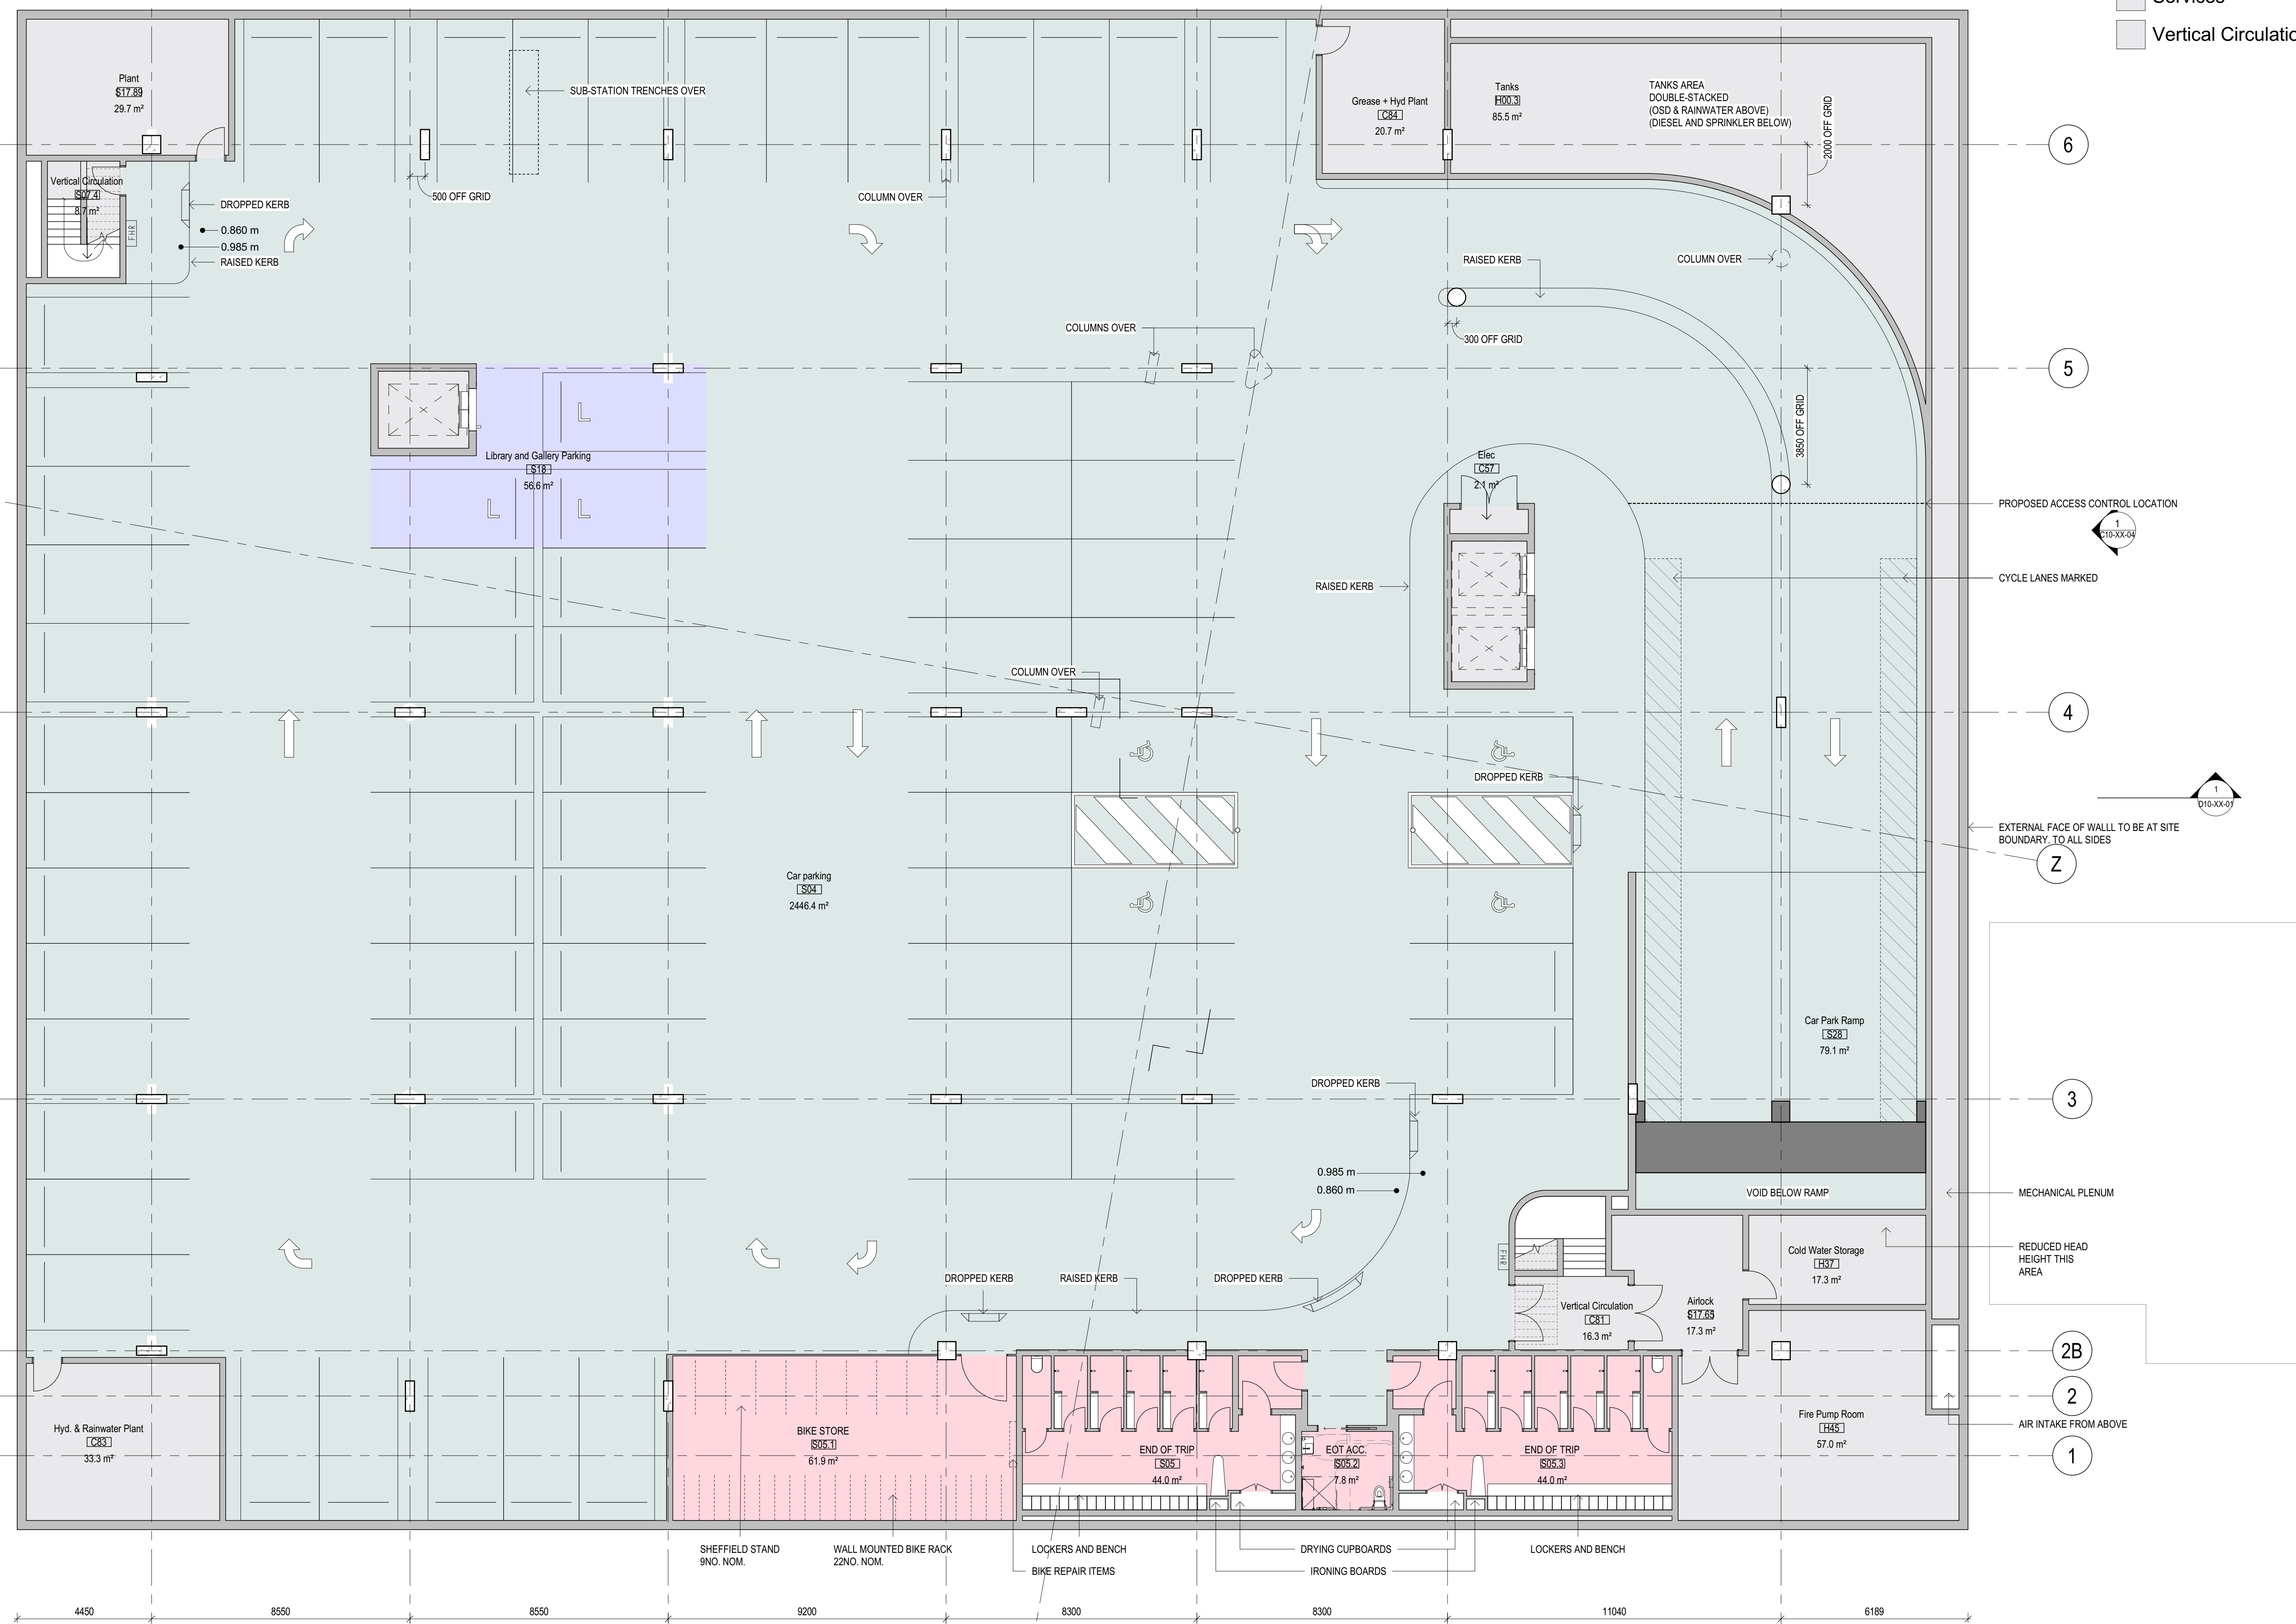 Services
Vertical Circulatio
Plant
S17.89
29.7 m²
SUB-STATION TRENCHES OVER
Grease + Hyd Plant
C84
20.7 m²
Tanks
H00.3
85.5 m²
TANKS AREA
DOUBLE-STACKED
(OSD & RAINWATER ABOVE)
(DIESEL AND SPRINKLER BELOW)
2000 OFF GRID
6
Vertical Circulation
S07.4
8.7 m²
FHR
DROPPED KERB
0.860 m
0.985 m
RAISED KERB
500 OFF GRID
COLUMN OVER
RAISED KERB
COLUMN OVER
COLUMNS OVER
300 OFF GRID
5
L
Library and Gallery Parking
S18
56.6 m²
L
L
3850 OFF GRID
Elec
C57
2.1 m²
PROPOSED ACCESS CONTROL LOCATION
1
C10-XX-04
CYCLE LANES MARKED
RAISED KERB
COLUMN OVER
4
DROPPED KERB
1
D10-XX-01
EXTERNAL FACE OF WALLL TO BE AT SITE
BOUNDARY. TO ALL SIDES
Z
Car parking
S04
2446.4 m²
Car Park Ramp
S28
79.1 m²
DROPPED KERB
3
0.985 m
0.860 m
VOID BELOW RAMP
MECHANICAL PLENUM
FHR
Cold Water Storage
H37
17.3 m²
REDUCED HEAD
HEIGHT THIS
AREA
DROPPED KERB
RAISED KERB
DROPPED KERB
Vertical Circulation
C81
16.3 m²
Airlock
S17.65
17.3 m²
2B
2
Hyd. & Rainwater Plant
C83
33.3 m²
BIKE STORE
S05.1
61.9 m²
END OF TRIP
S05
44.0 m²
EOT ACC.
S05.2
7.8 m²
END OF TRIP
S05.3
44.0 m²
Fire Pump Room
H45
57.0 m²
AIR INTAKE FROM ABOVE
1
SHEFFIELD STAND
9NO. NOM.
WALL MOUNTED BIKE RACK
22NO. NOM.
LOCKERS AND BENCH
BIKE REPAIR ITEMS
DRYING CUPBOARDS
IRONING BOARDS
LOCKERS AND BENCH
4450
8550
8550
9200
8300
8300
11040
6189